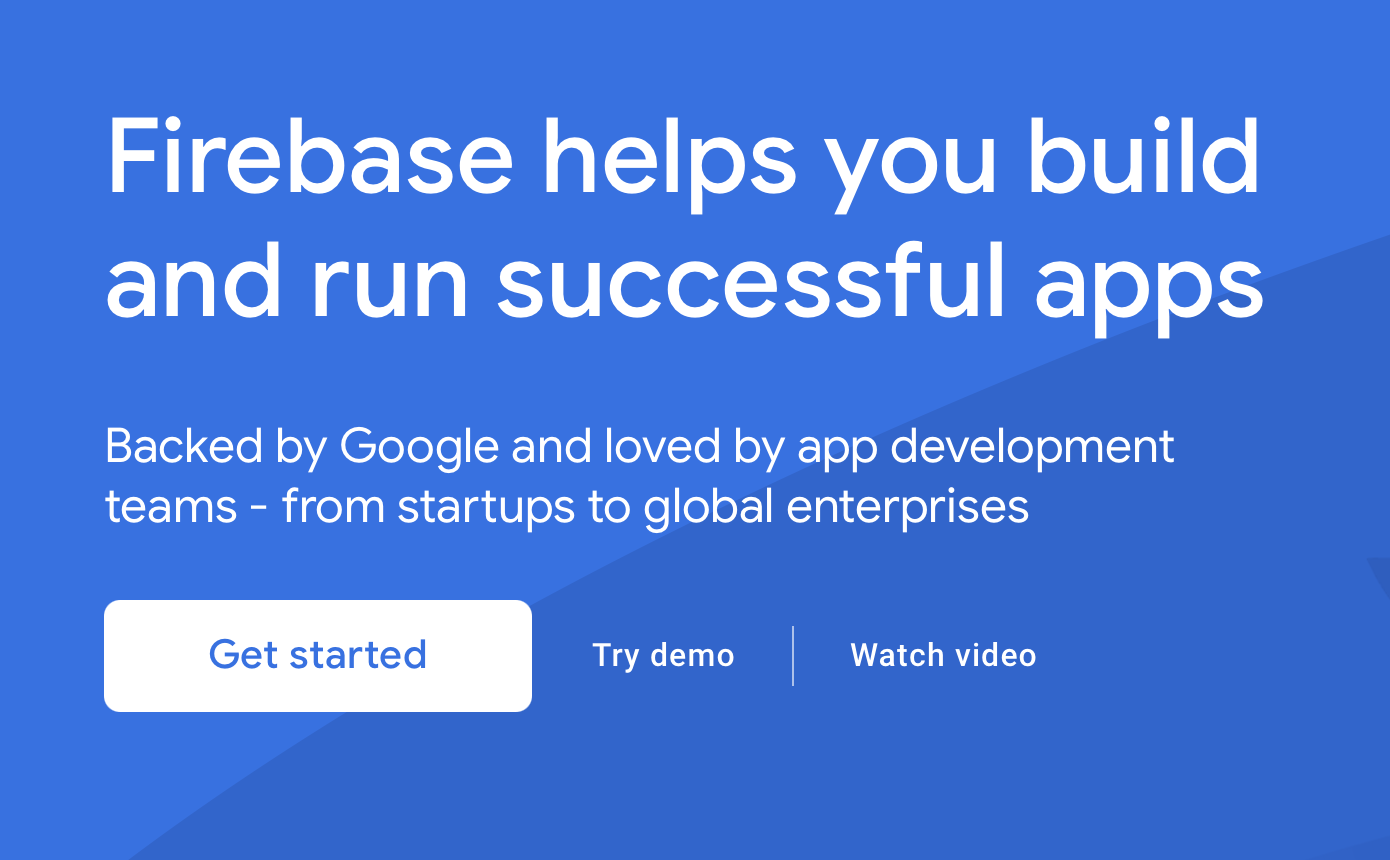 Firebase helps you build
and run successful apps
Backed by Google and loved by app development
teams - from startups to global enterprises
Get started
Try demo
Watch video